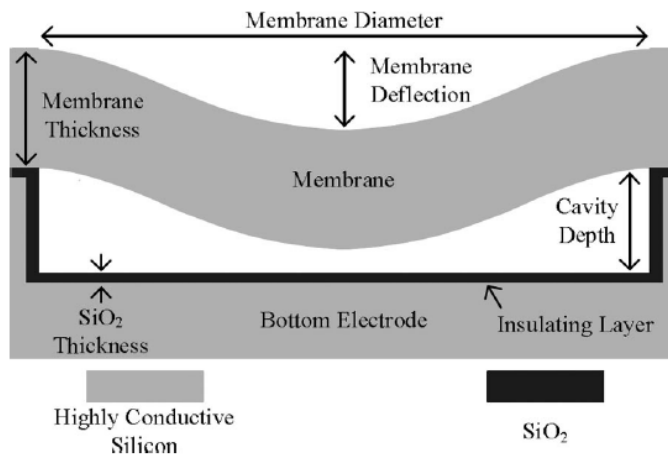 Membrane Diameter
Membrane
Deflection
Membrane
Thickness
Membrane
Cavity
Depth
SiO₂
Thickness
Bottom Electrode
Insulating Layer
Highly Conductive
Silicon
SiO₂